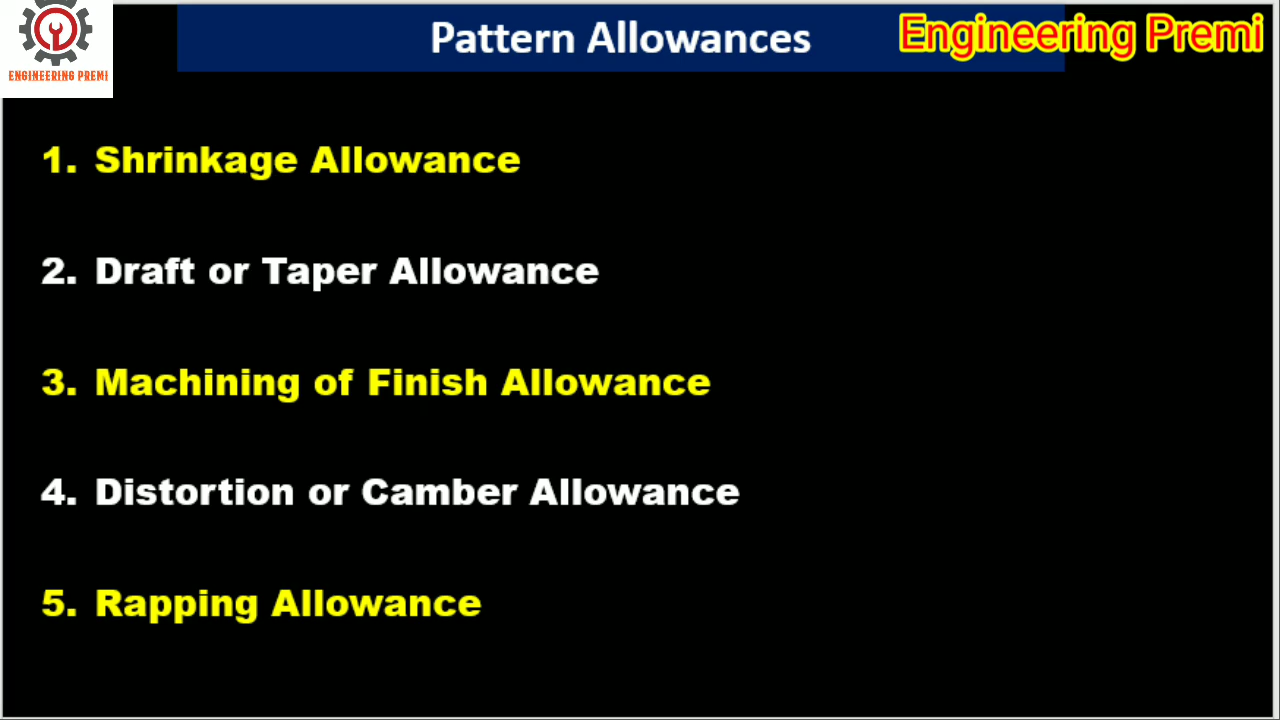 ENGINEERING PREMI
Pattern Allowances
Engineering Premi
1. Shrinkage Allowance
2. Draft or Taper Allowance
3. Machining of Finish Allowance
4. Distortion or Camber Allowance
5. Rapping Allowance